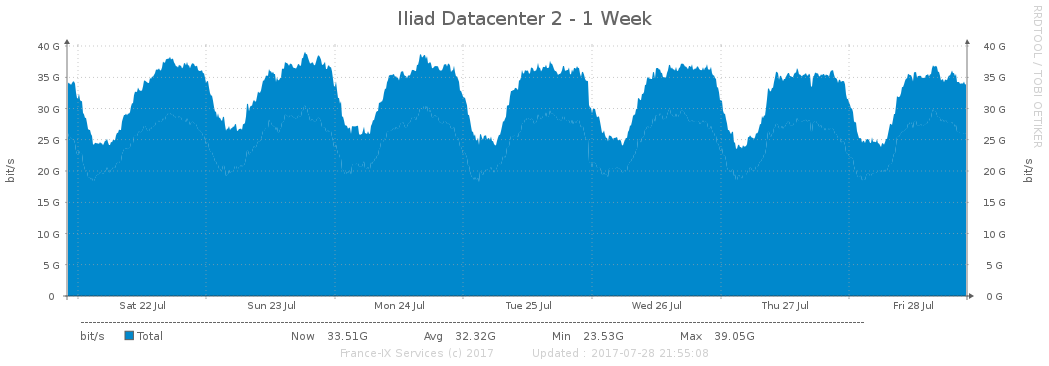 Iliad Datacenter 2 - 1 Week
RRDTOOL / TOBI OETIKER
40 G 40 G
35 G 35 G
30 G 30 G
25 G 25 G
20 G 20 G
15 G 15 G
10 G 10 G
5 G 5 G
0 0 G
bit/s bit/s
Sat 22 Jul Sun 23 Jul Mon 24 Jul Tue 25 Jul Wed 26 Jul Thu 27 Jul Fri 28 Jul
bit/s Total Now 33.51G Avg 32.32G Min 23.53G Max 39.05G
France-IX Services (c) 2017 Updated : 2017-07-28 21:55:08